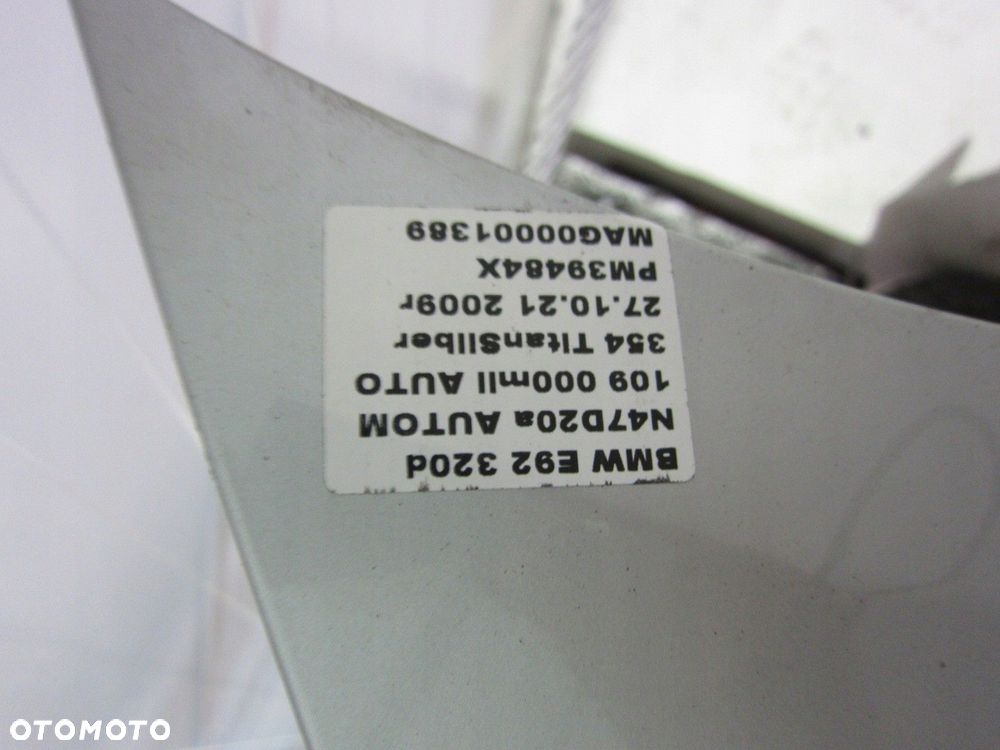 BMW E92 320d
N47D20a AUTOM
109 000mil AUTO
354 TitanSilber
27.10.21 2009r
PM39484X
MAG00001389
OTOMOTO